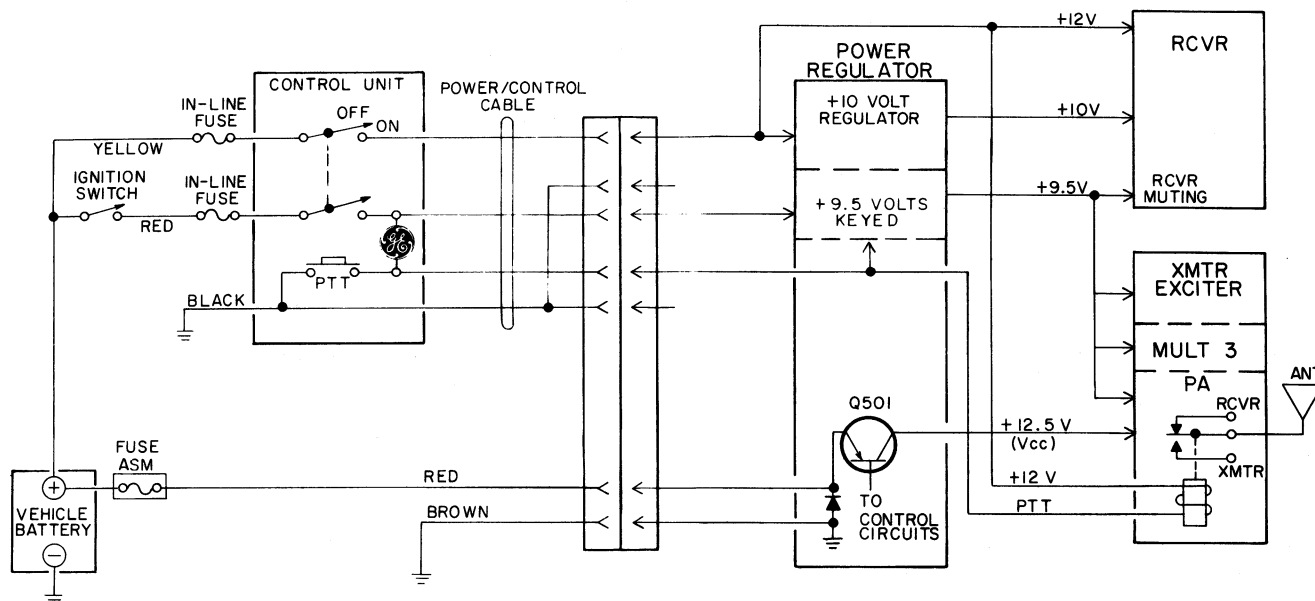 +12V
RCVR
POWER
REGULATOR
CONTROL UNIT
POWER/CONTROL
CABLE
IN-LINE
FUSE
OFF
ON
+10 VOLT
REGULATOR
+10V
YELLOW
IGNITION
SWITCH
IN-LINE
FUSE
RED
+9.5V
RCVR
MUTING
+9.5 VOLTS
KEYED
GE
PTT
BLACK
XMTR
EXCITER
MULT 3
PA
ANT
RCVR
Q501
+12.5V
(Vcc)
XMTR
FUSE
ASM
RED
+12 V
TO
CONTROL
CIRCUITS
PTT
BROWN
+
VEHICLE
BATTERY
−